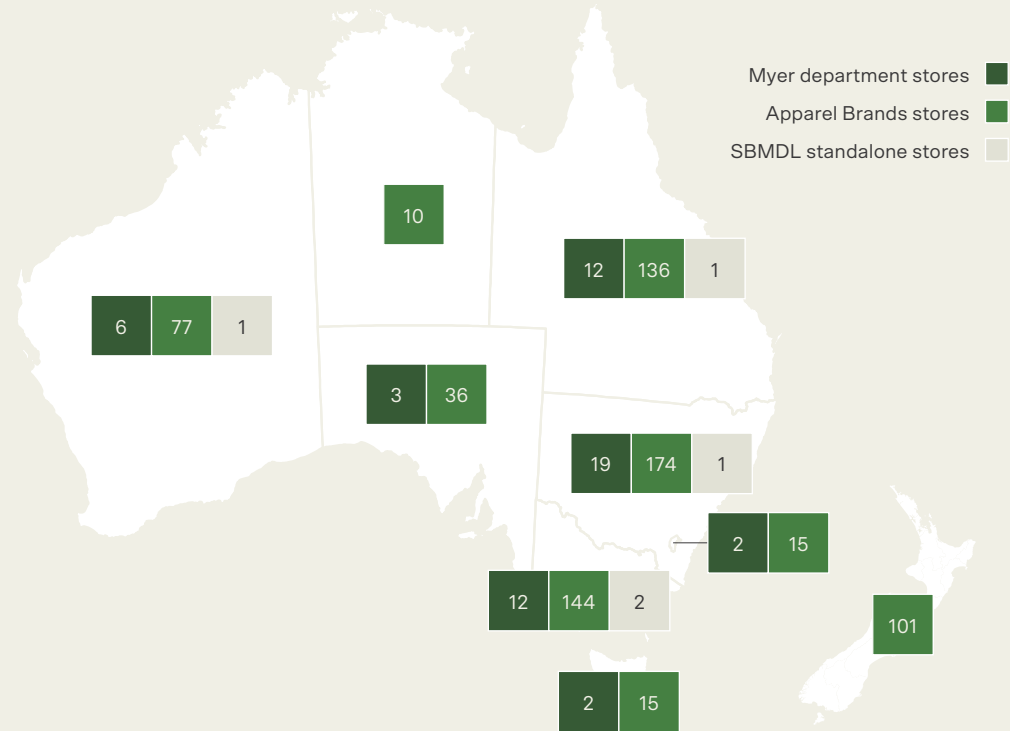 Myer department stores
Apparel Brands stores
SBMDL standalone stores
10
12 136 1
6 77 1
3 36
19 174 1
2 15
12 144 2
101
2 15